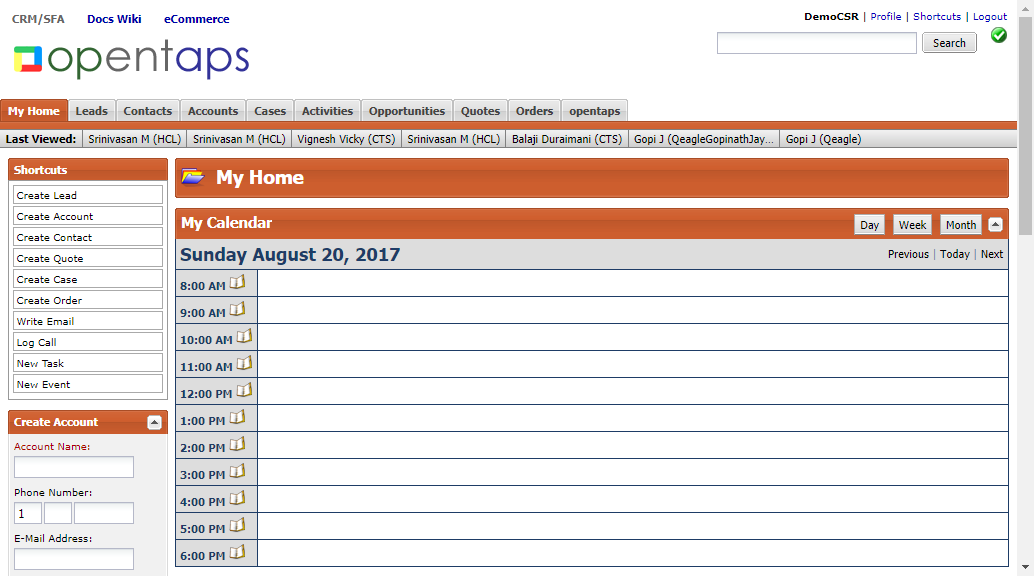 CRM/SFA Docs Wiki eCommerce
DemoCSR | Profile | Shortcuts | Logout
opentaps
Search
My Home Leads Contacts Accounts Cases Activities Opportunities Quotes Orders opentaps
Last Viewed: Srinivasan M (HCL) Srinivasan M (HCL) Vignesh Vicky (CTS) Srinivasan M (HCL) Balaji Duraimani (CTS) Gopi J (QeagleGopinathJay... Gopi J (Qeagle)
Shortcuts
Create Lead
Create Account
Create Contact
Create Quote
Create Case
Create Order
Write Email
Log Call
New Task
New Event
Create Account
Account Name:
Phone Number:
1
E-Mail Address:
My Home
My Calendar
Day Week Month
Sunday August 20, 2017
Previous | Today | Next
8:00 AM
9:00 AM
10:00 AM
11:00 AM
12:00 PM
1:00 PM
2:00 PM
3:00 PM
4:00 PM
5:00 PM
6:00 PM